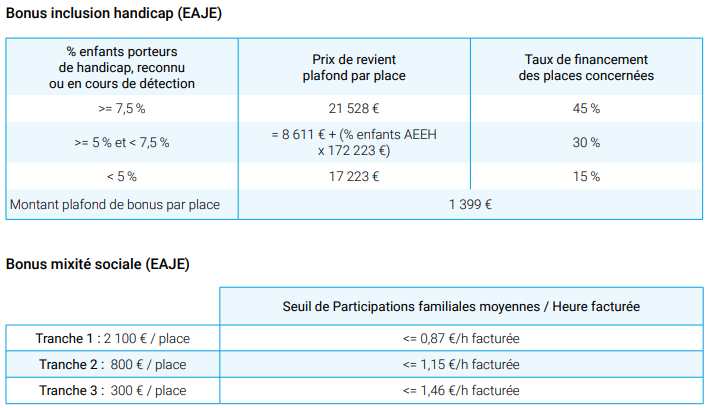 Bonus inclusion handicap (EAJE)
% enfants porteurs
de handicap, reconnu
ou en cours de détection
Prix de revient
plafond par place
Taux de financement
des places concernées
>= 7,5 %
21 528 €
45 %
>= 5 % et < 7,5 %
= 8 611 € + (% enfants AEEH
x 172 223 €)
30 %
< 5 %
17 223 €
15 %
Montant plafond de bonus par place
1 399 €
Bonus mixité sociale (EAJE)
Seuil de Participations familiales moyennes / Heure facturée
Tranche 1 : 2 100 € / place
<= 0,87 €/h facturée
Tranche 2 : 800 € / place
<= 1,15 €/h facturée
Tranche 3 : 300 € / place
<= 1,46 €/h facturée